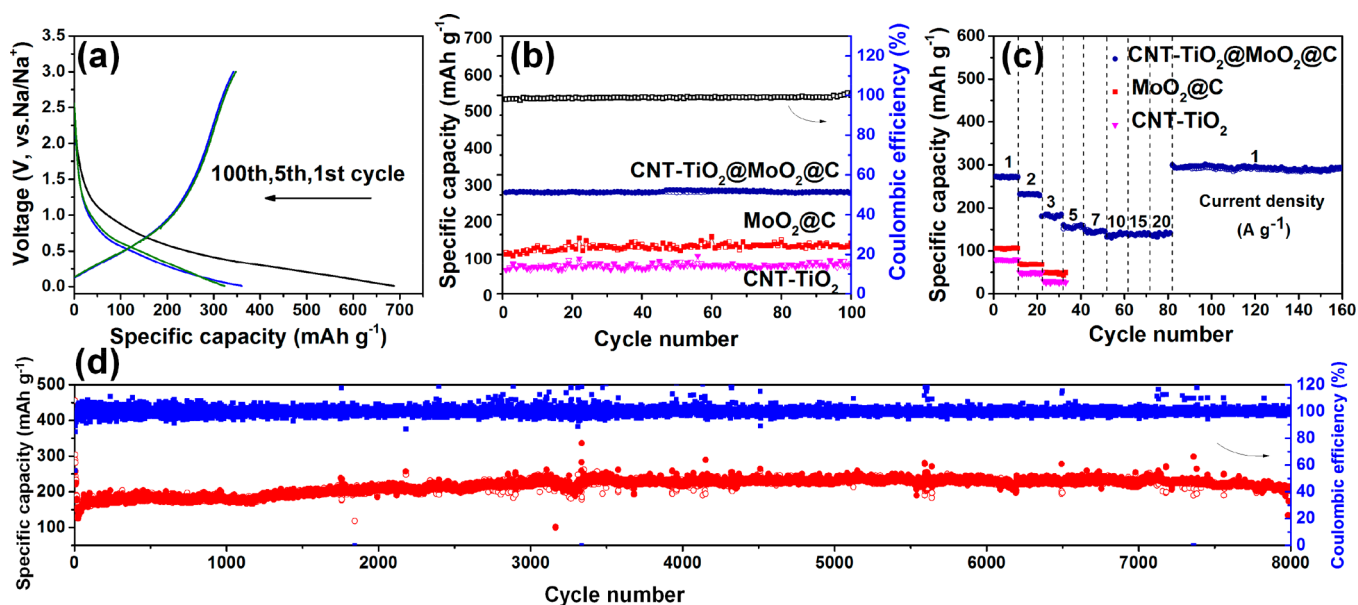 (a)
Voltage (V, vs.Na/Na⁺)
3.5
3.0
2.5
2.0
1.5
1.0
0.5
0.0
100th,5th,1st cycle
0 100 200 300 400 500 600 700
Specific capacity (mAh g⁻¹)
(b)
Specific capacity (mAh g⁻¹)
700
600
500
400
300
200
100
0
CNT-TiO₂@MoO₂@C
MoO₂@C
CNT-TiO₂
120
100
80
60
40
20
0
Coulombic efficiency (%)
0 20 40 60 80 100
Cycle number
(c)
Specific capacity (mAh g⁻¹)
600
500
400
300
200
100
0
CNT-TiO₂@MoO₂@C
MoO₂@C
CNT-TiO₂
1 2 3 5 7 10 15 20 1
Current density
(A g⁻¹)
0 20 40 60 80 100 120 140 160
Cycle number
(d)
Specific capacity (mAh g⁻¹)
500
400
300
200
100
120
100
80
60
40
20
0
Coulombic efficiency (%)
0 1000 2000 3000 4000 5000 6000 7000 8000
Cycle number